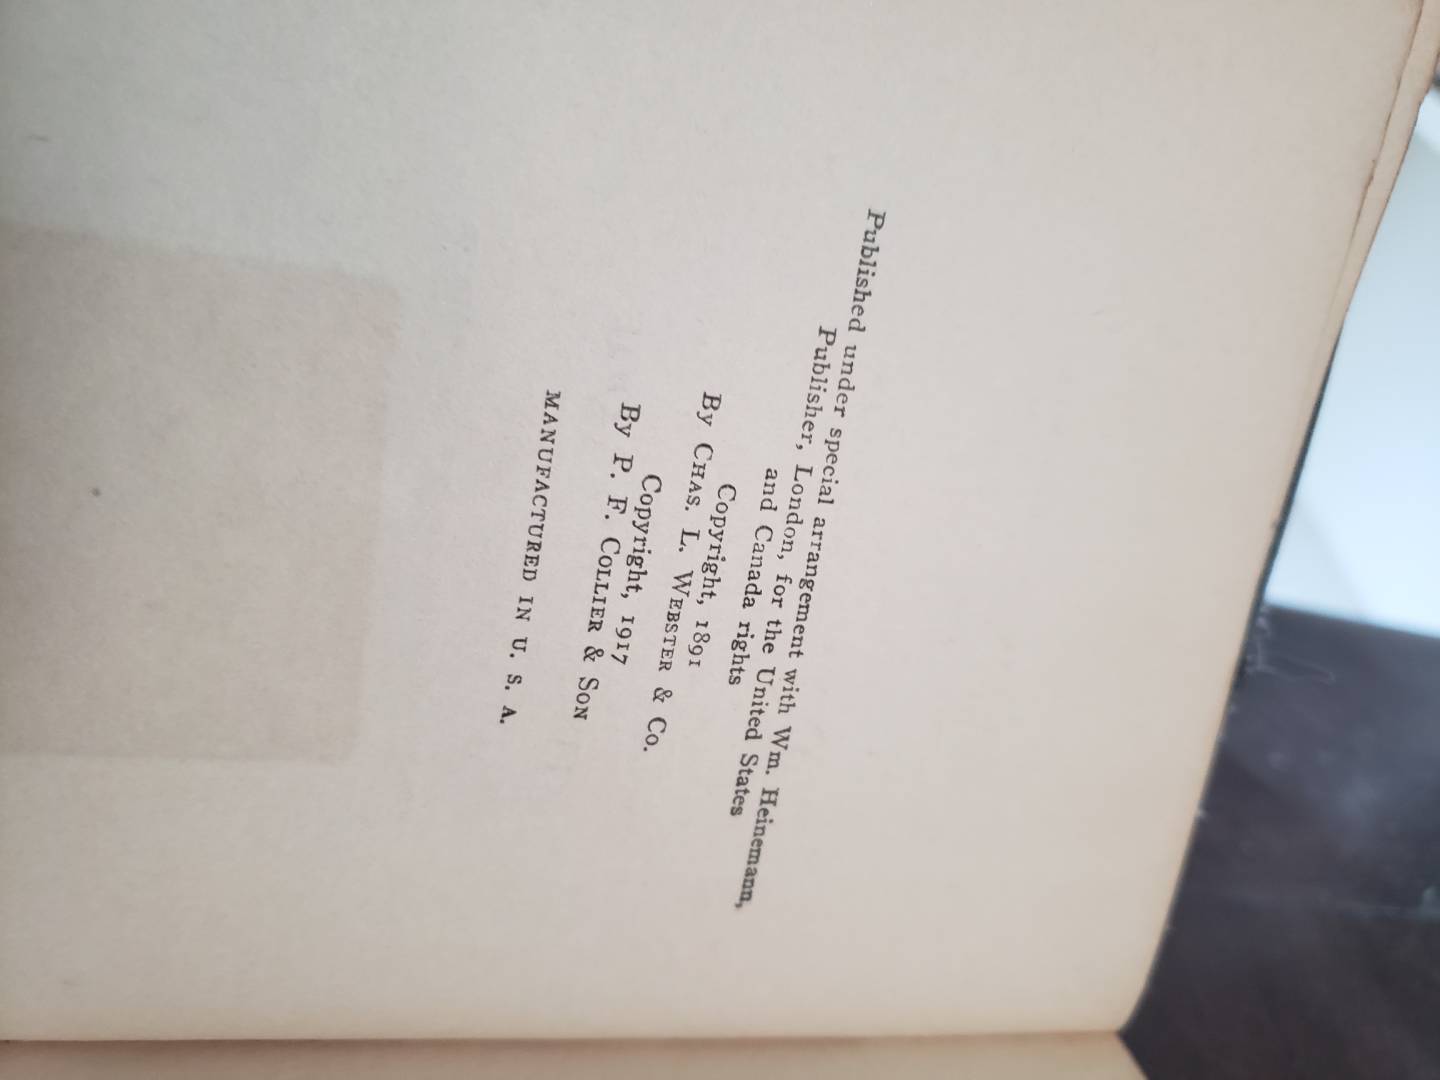 Published under special arrangement with Wm. Heinemann,
Publisher, London, for the United States
and Canada rights
Copyright, 1891
By Chas. L. Webster & Co.
Copyright, 1917
By P. F. Collier & Son
MANUFACTURED IN U. S. A.